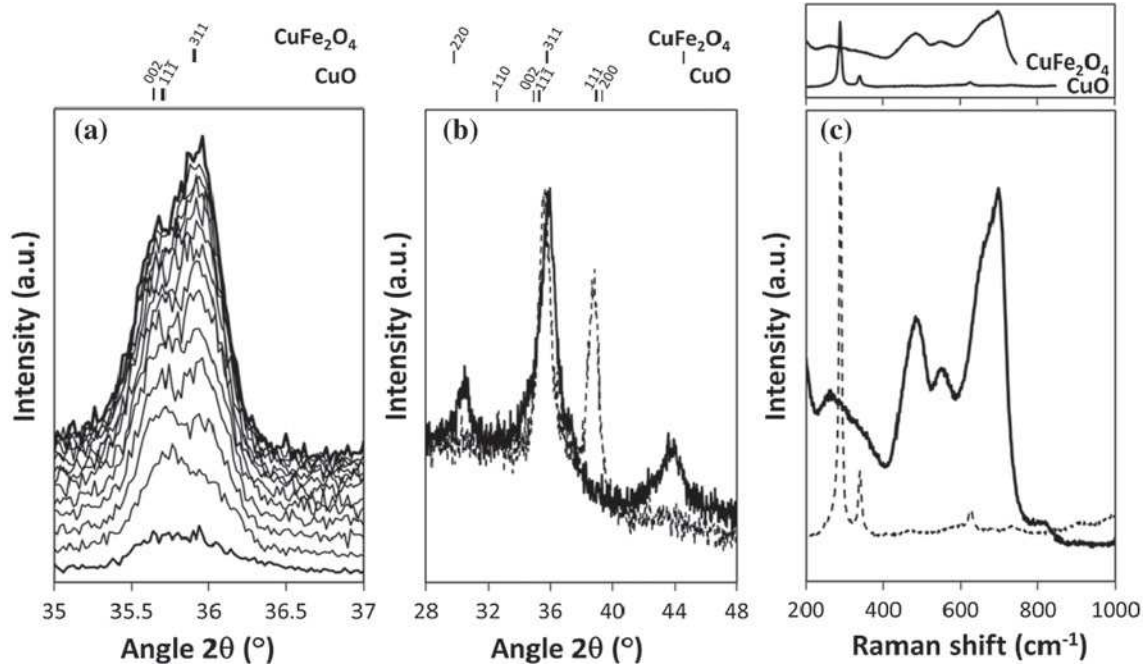 CuFe₂O₄
CuO
311
002
111̅
(a)
Intensity (a.u.)
35 35.5 36 36.5 37
Angle 2θ (°)
CuFe₂O₄
CuO
220
311
110
002
111̅
111
200
(b)
Intensity (a.u.)
28 32 36 40 44 48
Angle 2θ (°)
CuFe₂O₄
CuO
(c)
Intensity (a.u.)
200 400 600 800 1000
Raman shift (cm⁻¹)